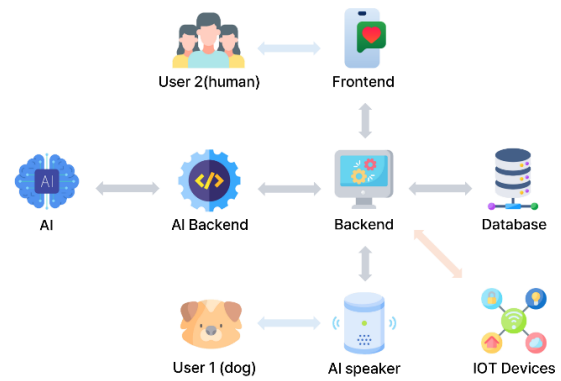 User 2(human)
Frontend
AI
AI
AI Backend
Backend
Database
User 1 (dog)
AI speaker
IOT Devices